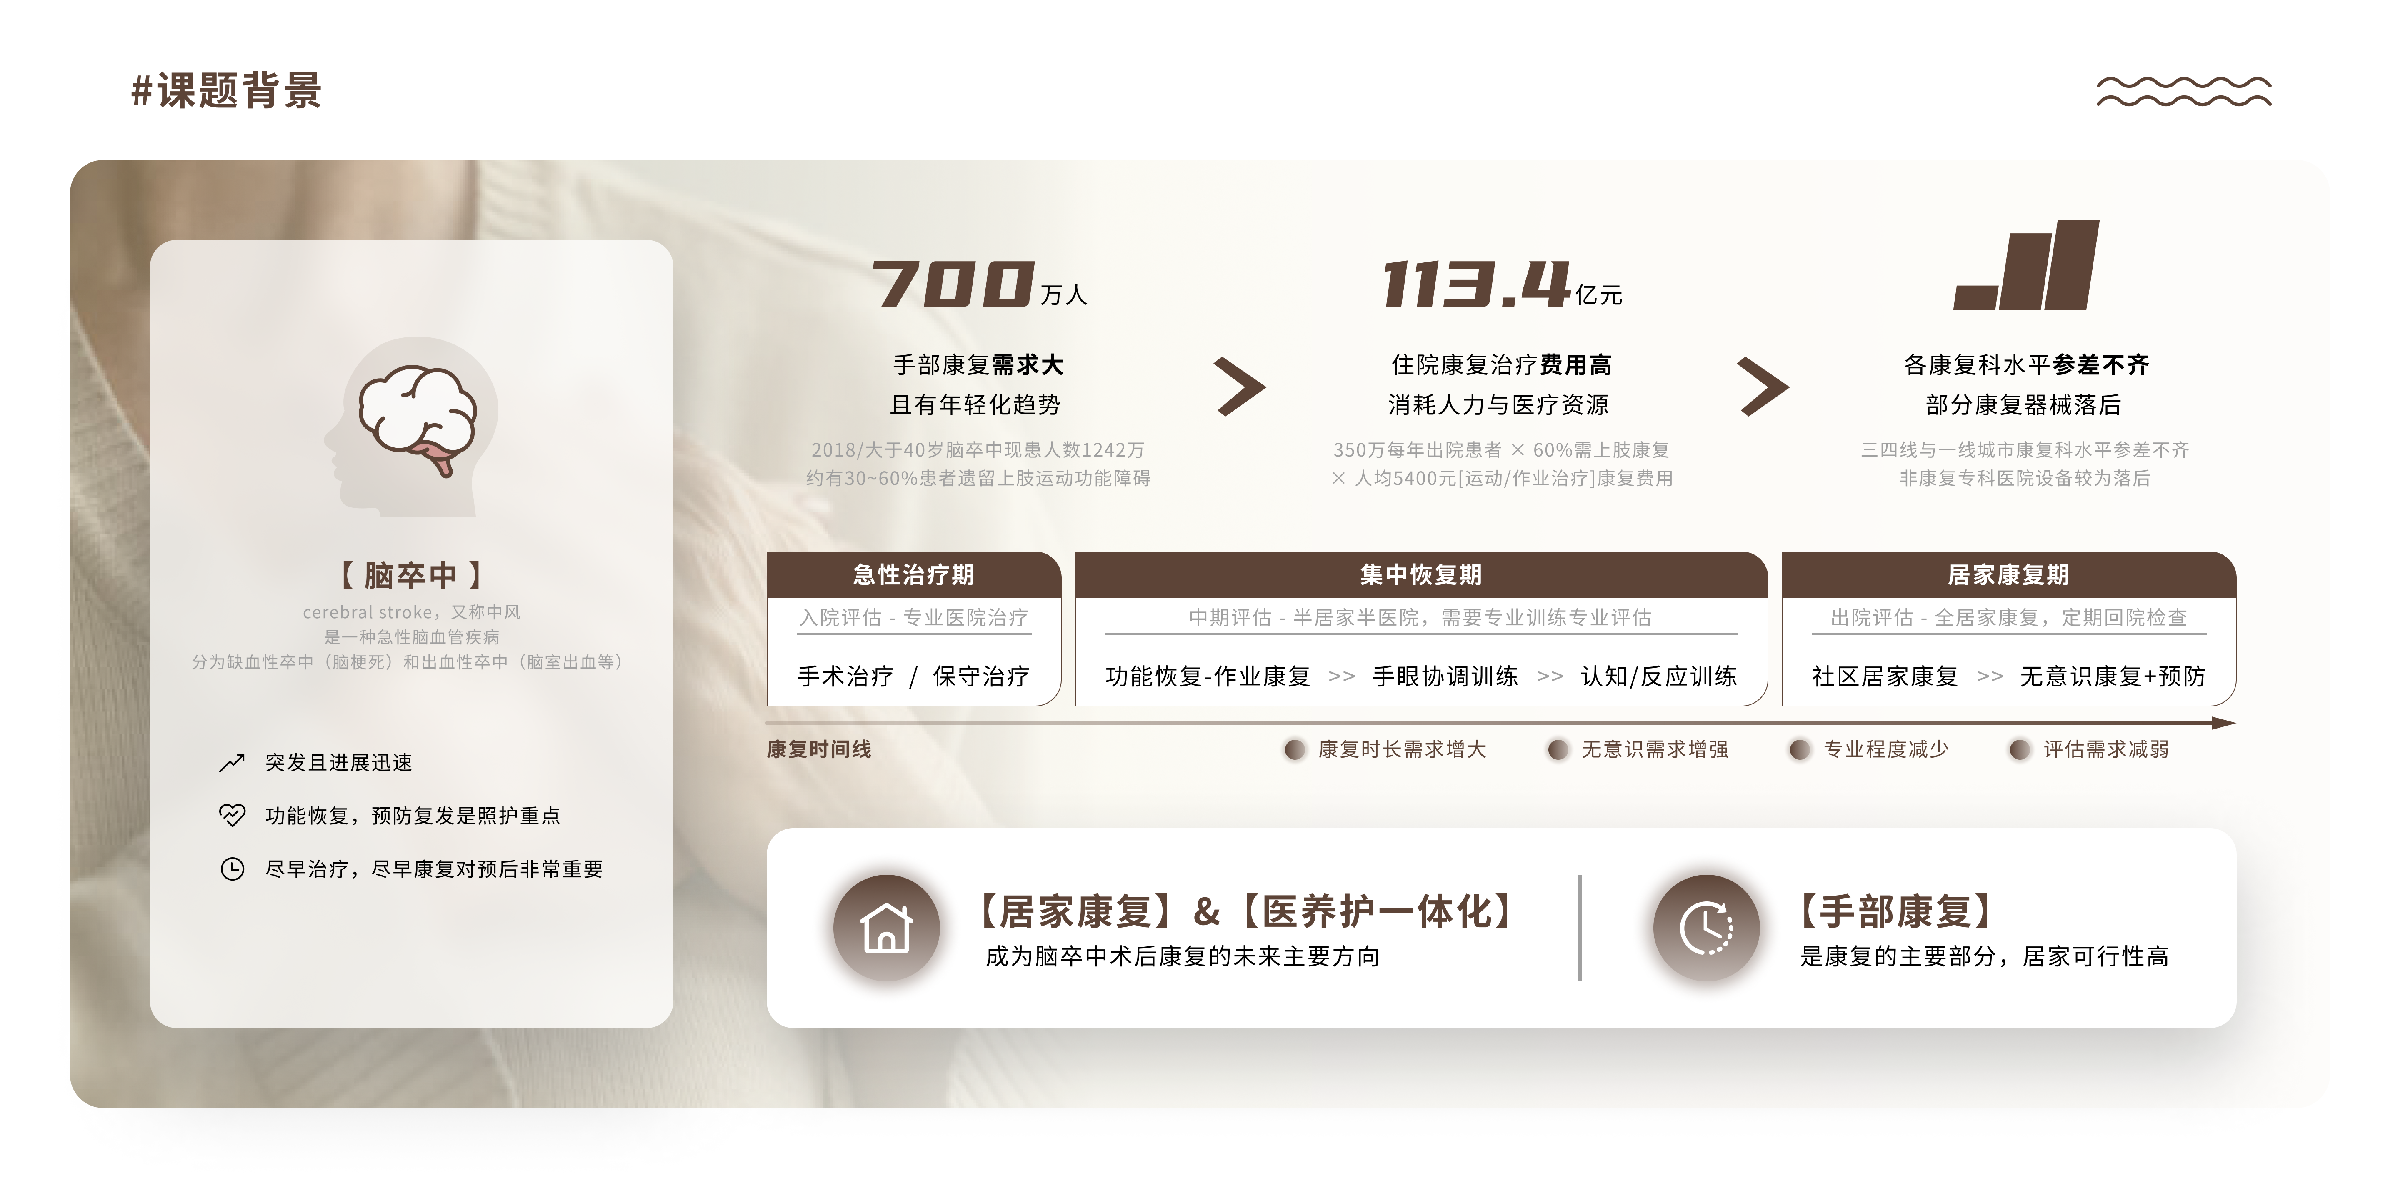 #课题背景
【 脑卒中 】
cerebral stroke，又称中风
是一种急性脑血管疾病
分为缺血性卒中（脑梗死）和出血性卒中（脑室出血等）
突发且进展迅速
功能恢复，预防复发是照护重点
尽早治疗，尽早康复对预后非常重要
700万人
手部康复需求大
且有年轻化趋势
2018/大于40岁脑卒中现患人数1242万
约有30~60%患者遗留上肢运动功能障碍
113.4亿元
住院康复治疗费用高
消耗人力与医疗资源
350万每年出院患者 × 60%需上肢康复
× 人均5400元[运动/作业治疗]康复费用
各康复科水平参差不齐
部分康复器械落后
三四线与一线城市康复科水平参差不齐
非康复专科医院设备较为落后
急性治疗期
入院评估 - 专业医院治疗
手术治疗 / 保守治疗
集中恢复期
中期评估 - 半居家半医院，需要专业训练专业评估
功能恢复-作业康复 >> 手眼协调训练 >> 认知/反应训练
居家康复期
出院评估 - 全居家康复，定期回院检查
社区居家康复 >> 无意识康复+预防
康复时间线
康复时长需求增大
无意识需求增强
专业程度减少
评估需求减弱
【居家康复】&【医养护一体化】
成为脑卒中术后康复的未来主要方向
【手部康复】
是康复的主要部分，居家可行性高